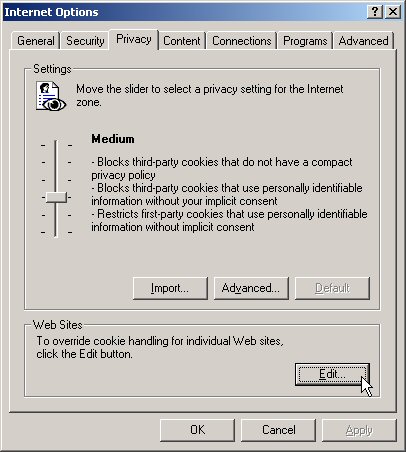 Internet Options
General Security Privacy Content Connections Programs Advanced
Settings
Move the slider to select a privacy setting for the Internet
zone.
Medium
- Blocks third-party cookies that do not have a compact
privacy policy
- Blocks third-party cookies that use personally identifiable
information without your implicit consent
- Restricts first-party cookies that use personally identifiable
information without implicit consent
Import... Advanced... Default
Web Sites
To override cookie handling for individual Web sites,
click the Edit button.
Edit...
OK Cancel Apply